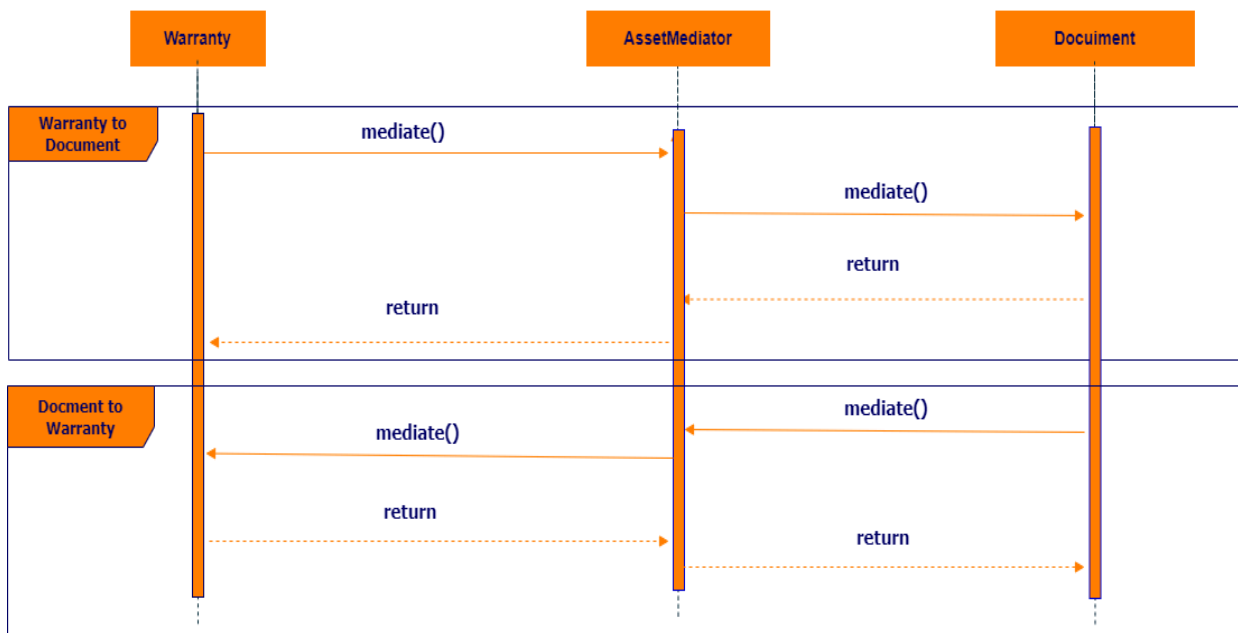 Warranty
AssetMediator
Docuiment
Warranty to
Document
mediate()
mediate()
return
return
Docment to
Warranty
mediate()
mediate()
return
return